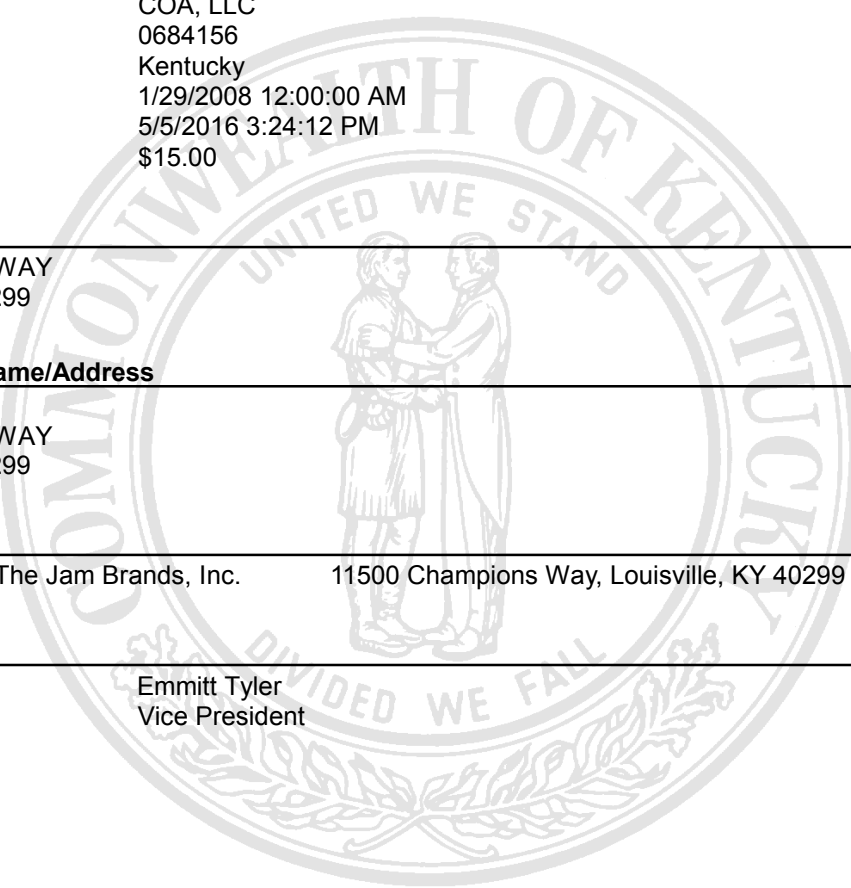 COA, LLC
0684156
Kentucky
1/29/2008 12:00:00 AM
5/5/2016 3:24:12 PM
$15.00
COMMONWEALTH OF KENTUCKY
UNITED WE STAND
WAY
99
ame/Address
WAY
299
The Jam Brands, Inc. 11500 Champions Way, Louisville, KY 40299
DIVIDED WE FALL
Emmitt Tyler
Vice President